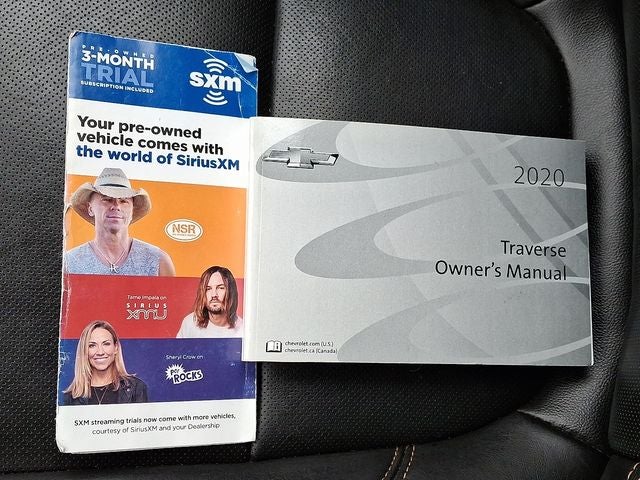 PRE-OWNED
3-MONTH
TRIAL
SUBSCRIPTION INCLUDED
sxm
Your pre-owned
vehicle comes with
the world of SiriusXM
NSR
Tame Impala on
SIRIUS
xmu
Sheryl Crow on
POP
ROCKS
SXM streaming trials now come with more vehicles,
courtesy of SiriusXM and your Dealership
2020
Traverse
Owner's Manual
chevrolet.com (U.S.)
chevrolet.ca (Canada)